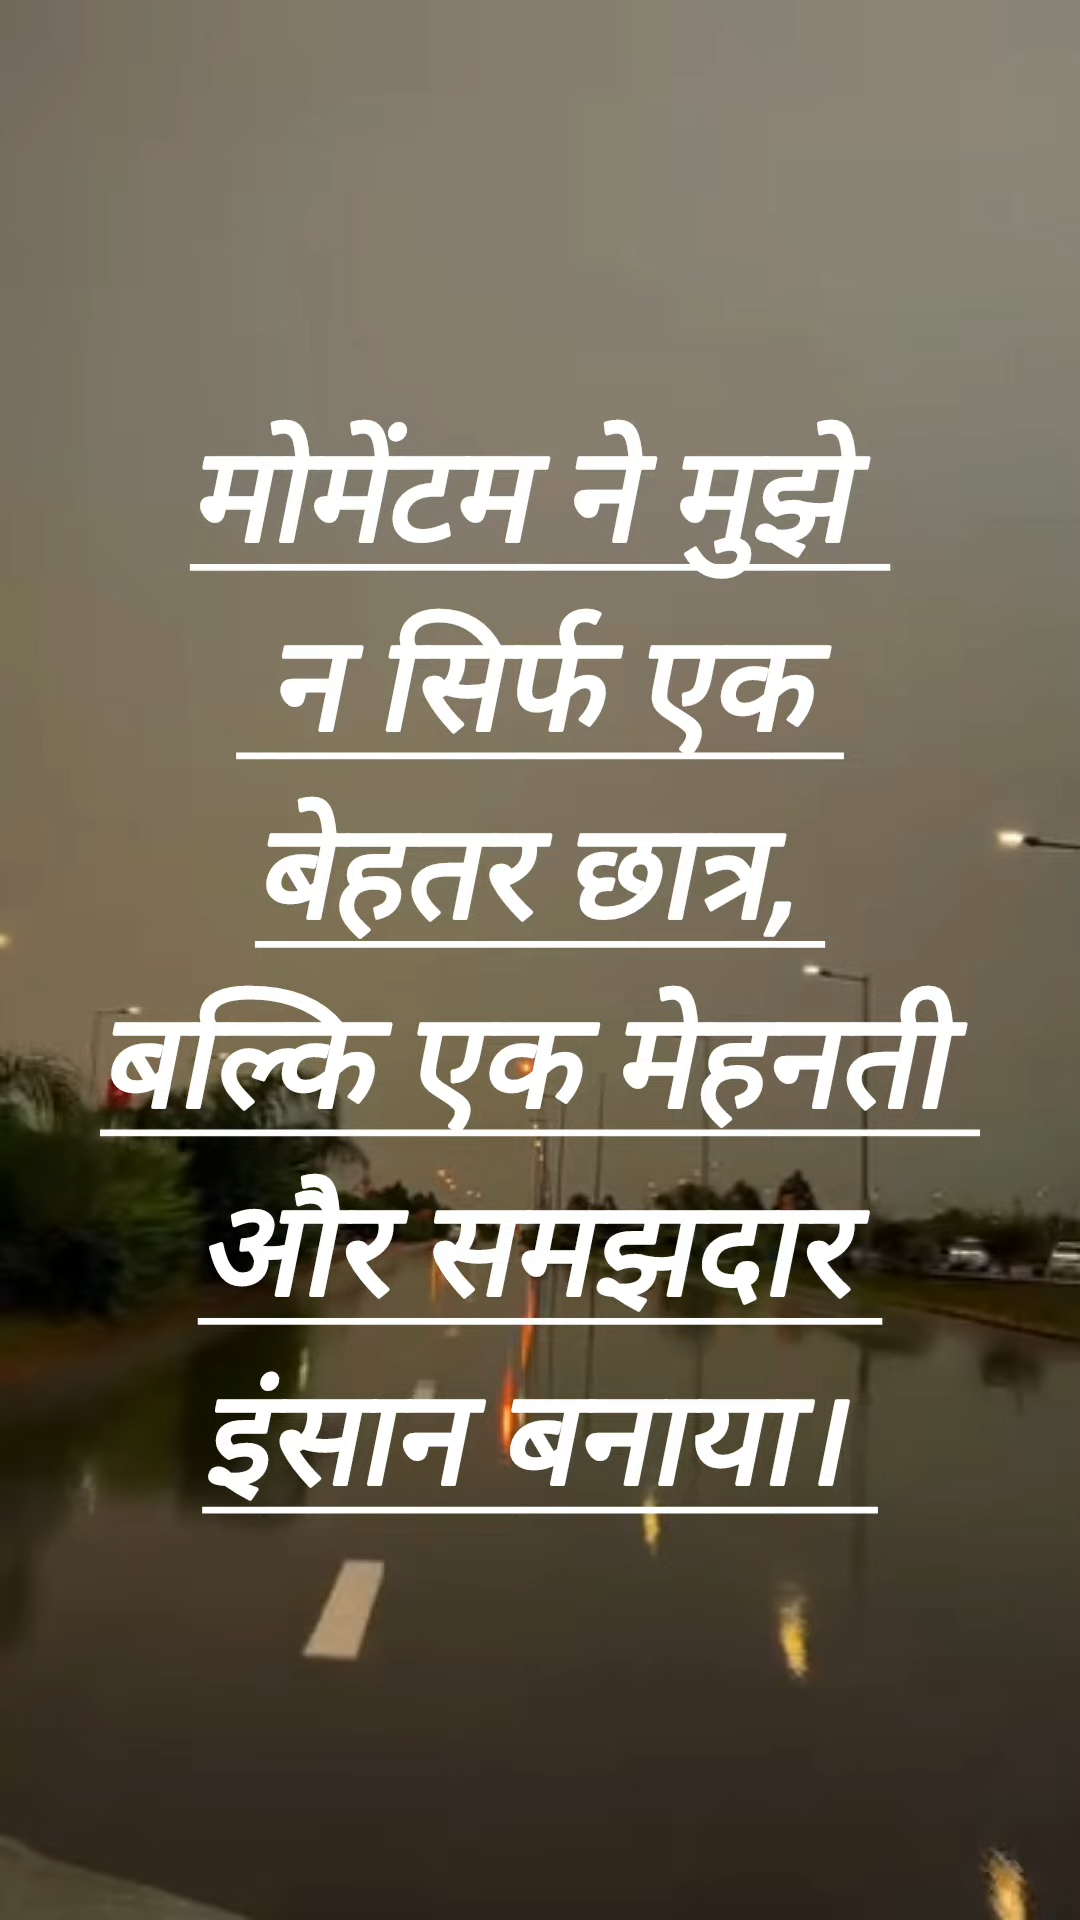 मोमेंटम ने मुझे
न सिर्फ एक
बेहतर छात्र,
बल्कि एक मेहनती
और समझदार
इंसान बनाया।